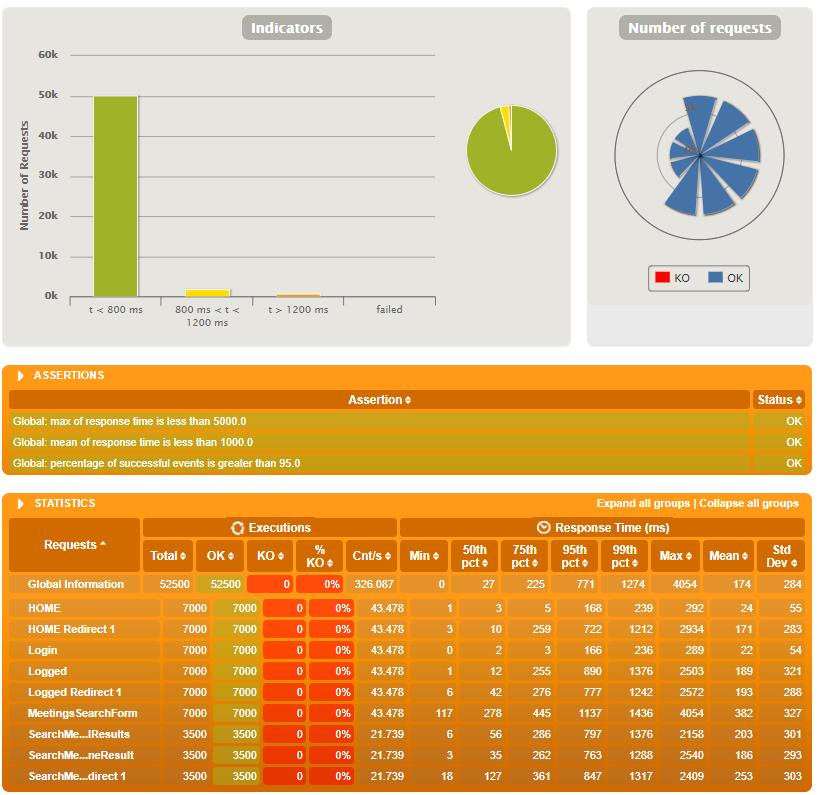 Indicators
Number of Requests
60k
50k
40k
30k
20k
10k
0k
t < 800 ms
800 ms < t <
1200 ms
t > 1200 ms
failed
Number of requests
KO
OK
ASSERTIONS
Assertion Status
Global: max of response time is less than 5000.0 OK
Global: mean of response time is less than 1000.0 OK
Global: percentage of successful events is greater than 95.0 OK
STATISTICS Expand all groups | Collapse all groups
Requests Executions Response Time (ms)
Total OK KO % KO Cnt/s Min 50th pct 75th pct 95th pct 99th pct Max Mean Std Dev
Global Information 52500 52500 0 0% 326.087 0 27 225 771 1274 4054 174 284
HOME 7000 7000 0 0% 43.478 1 3 5 168 239 292 24 55
HOME Redirect 1 7000 7000 0 0% 43.478 3 10 259 722 1212 2934 171 283
Login 7000 7000 0 0% 43.478 0 2 3 166 236 289 22 54
Logged 7000 7000 0 0% 43.478 1 12 255 890 1376 2503 189 321
Logged Redirect 1 7000 7000 0 0% 43.478 6 42 276 777 1242 2572 193 288
MeetingsSearchForm 7000 7000 0 0% 43.478 117 278 445 1137 1436 4054 382 327
SearchMe...lResults 3500 3500 0 0% 21.739 6 56 286 797 1376 2158 203 301
SearchMe...neResult 3500 3500 0 0% 21.739 3 35 262 763 1288 2540 186 293
SearchMe...direct 1 3500 3500 0 0% 21.739 18 127 361 847 1317 2409 253 303